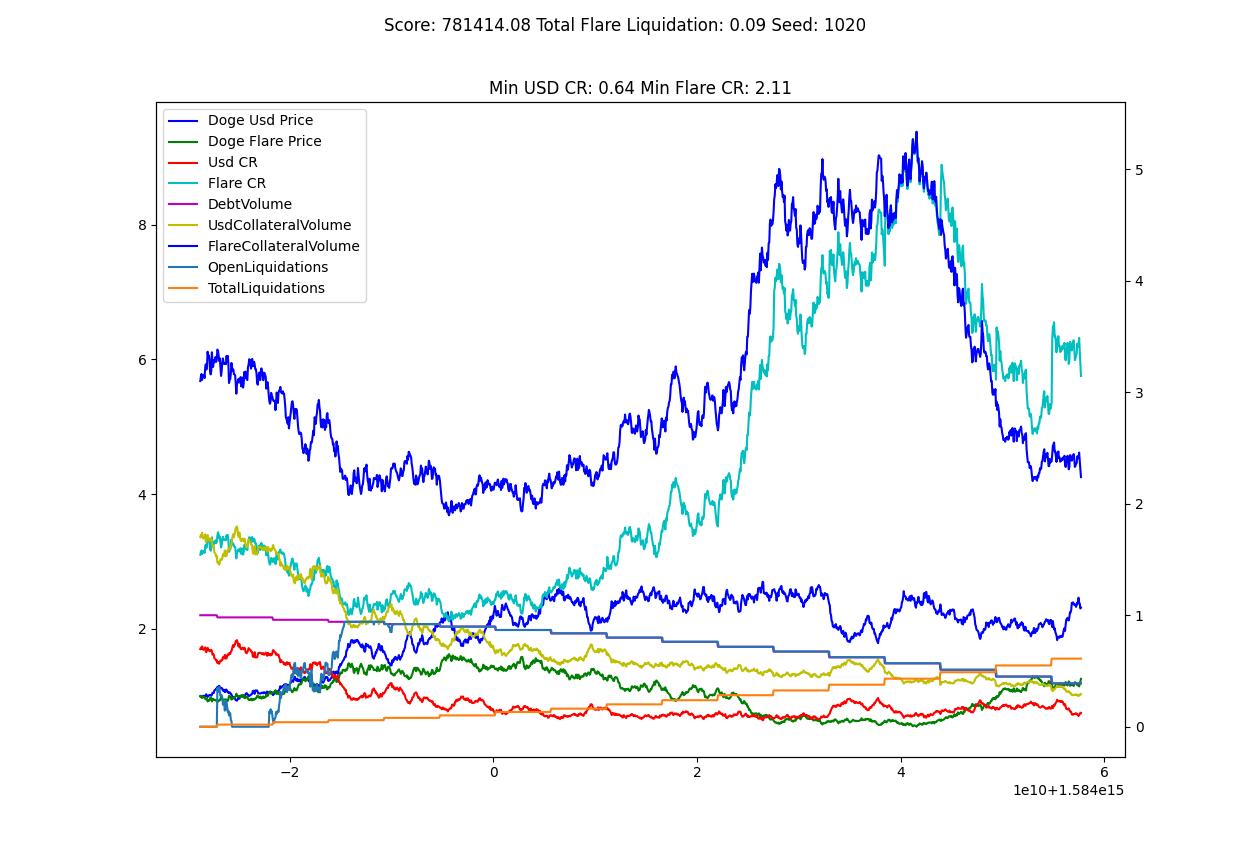 Score: 781414.08 Total Flare Liquidation: 0.09 Seed: 1020
Min USD CR: 0.64 Min Flare CR: 2.11
Doge Usd Price
Doge Flare Price
Usd CR
Flare CR
DebtVolume
UsdCollateralVolume
FlareCollateralVolume
OpenLiquidations
TotalLiquidations
8
6
4
2
5
4
3
2
1
0
−2
0
2
4
6
1e10+1.584e15